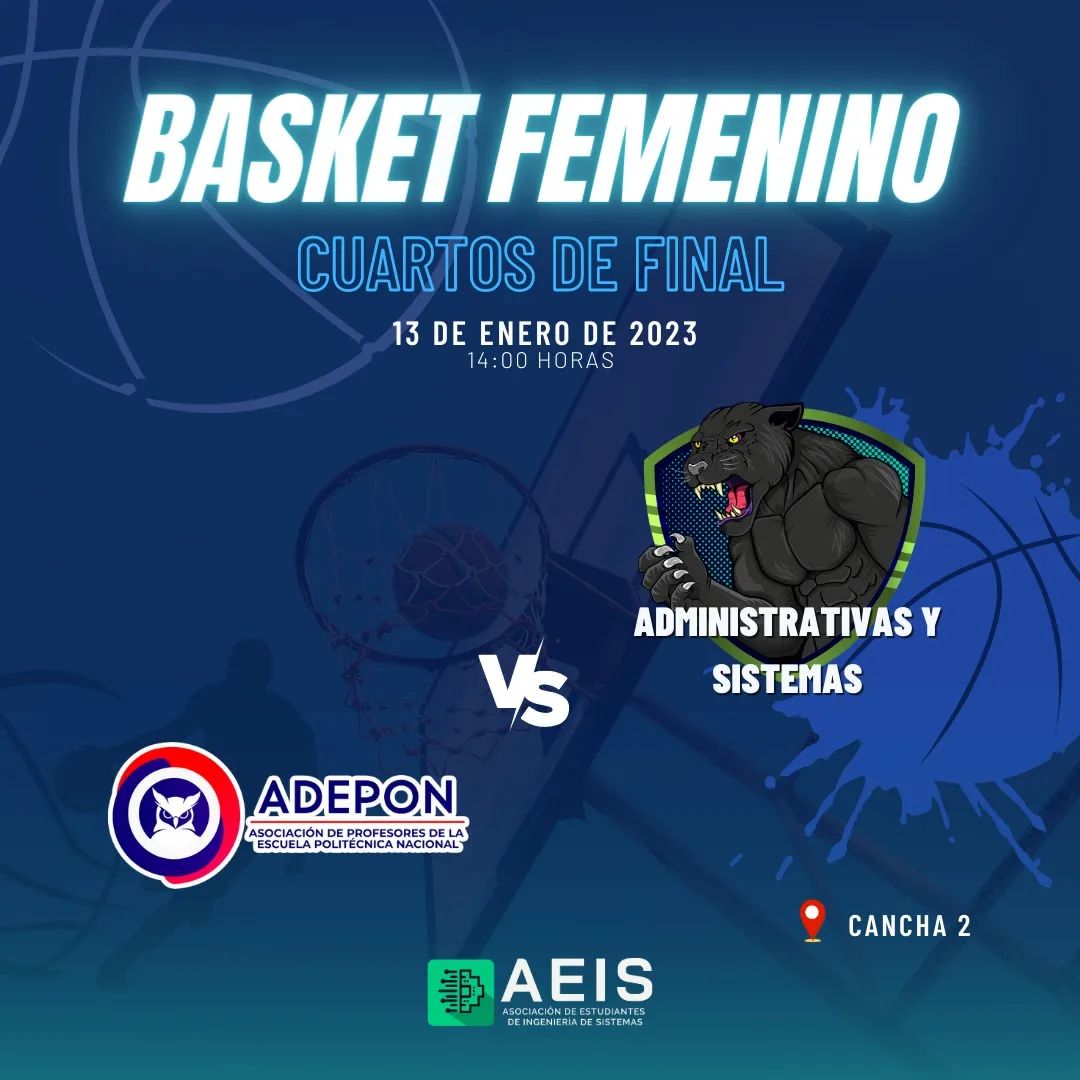 BASKET FEMENINO
CUARTOS DE FINAL
13 DE ENERO DE 2023
14:00 HORAS
ADMINISTRATIVAS Y
SISTEMAS
VS
ADEPON
ASOCIACIÓN DE PROFESORES DE LA
ESCUELA POLITÉCNICA NACIONAL
CANCHA 2
AEIS
ASOCIACIÓN DE ESTUDIANTES
DE INGENIERÍA DE SISTEMAS